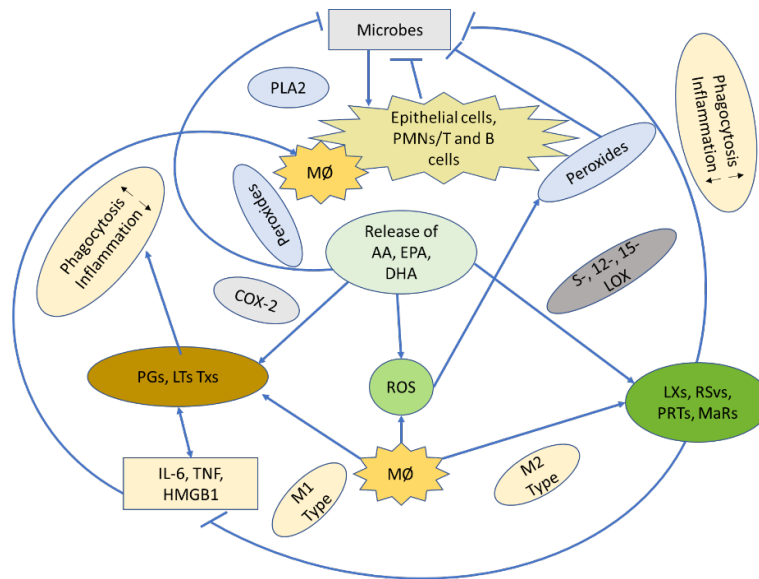 Microbes
PLA2
Epithelial cells,
PMNs/T and B
cells
MØ
Phagocytosis
Inflammation
Peroxides
Peroxides
Phagocytosis
Inflammation
Release of
AA, EPA,
DHA
S-, 12-, 15-
LOX
COX-2
PGs, LTs Txs
ROS
LXs, RSvs,
PRTs, MaRs
IL-6, TNF,
HMGB1
M1
Type
MØ
M2
Type